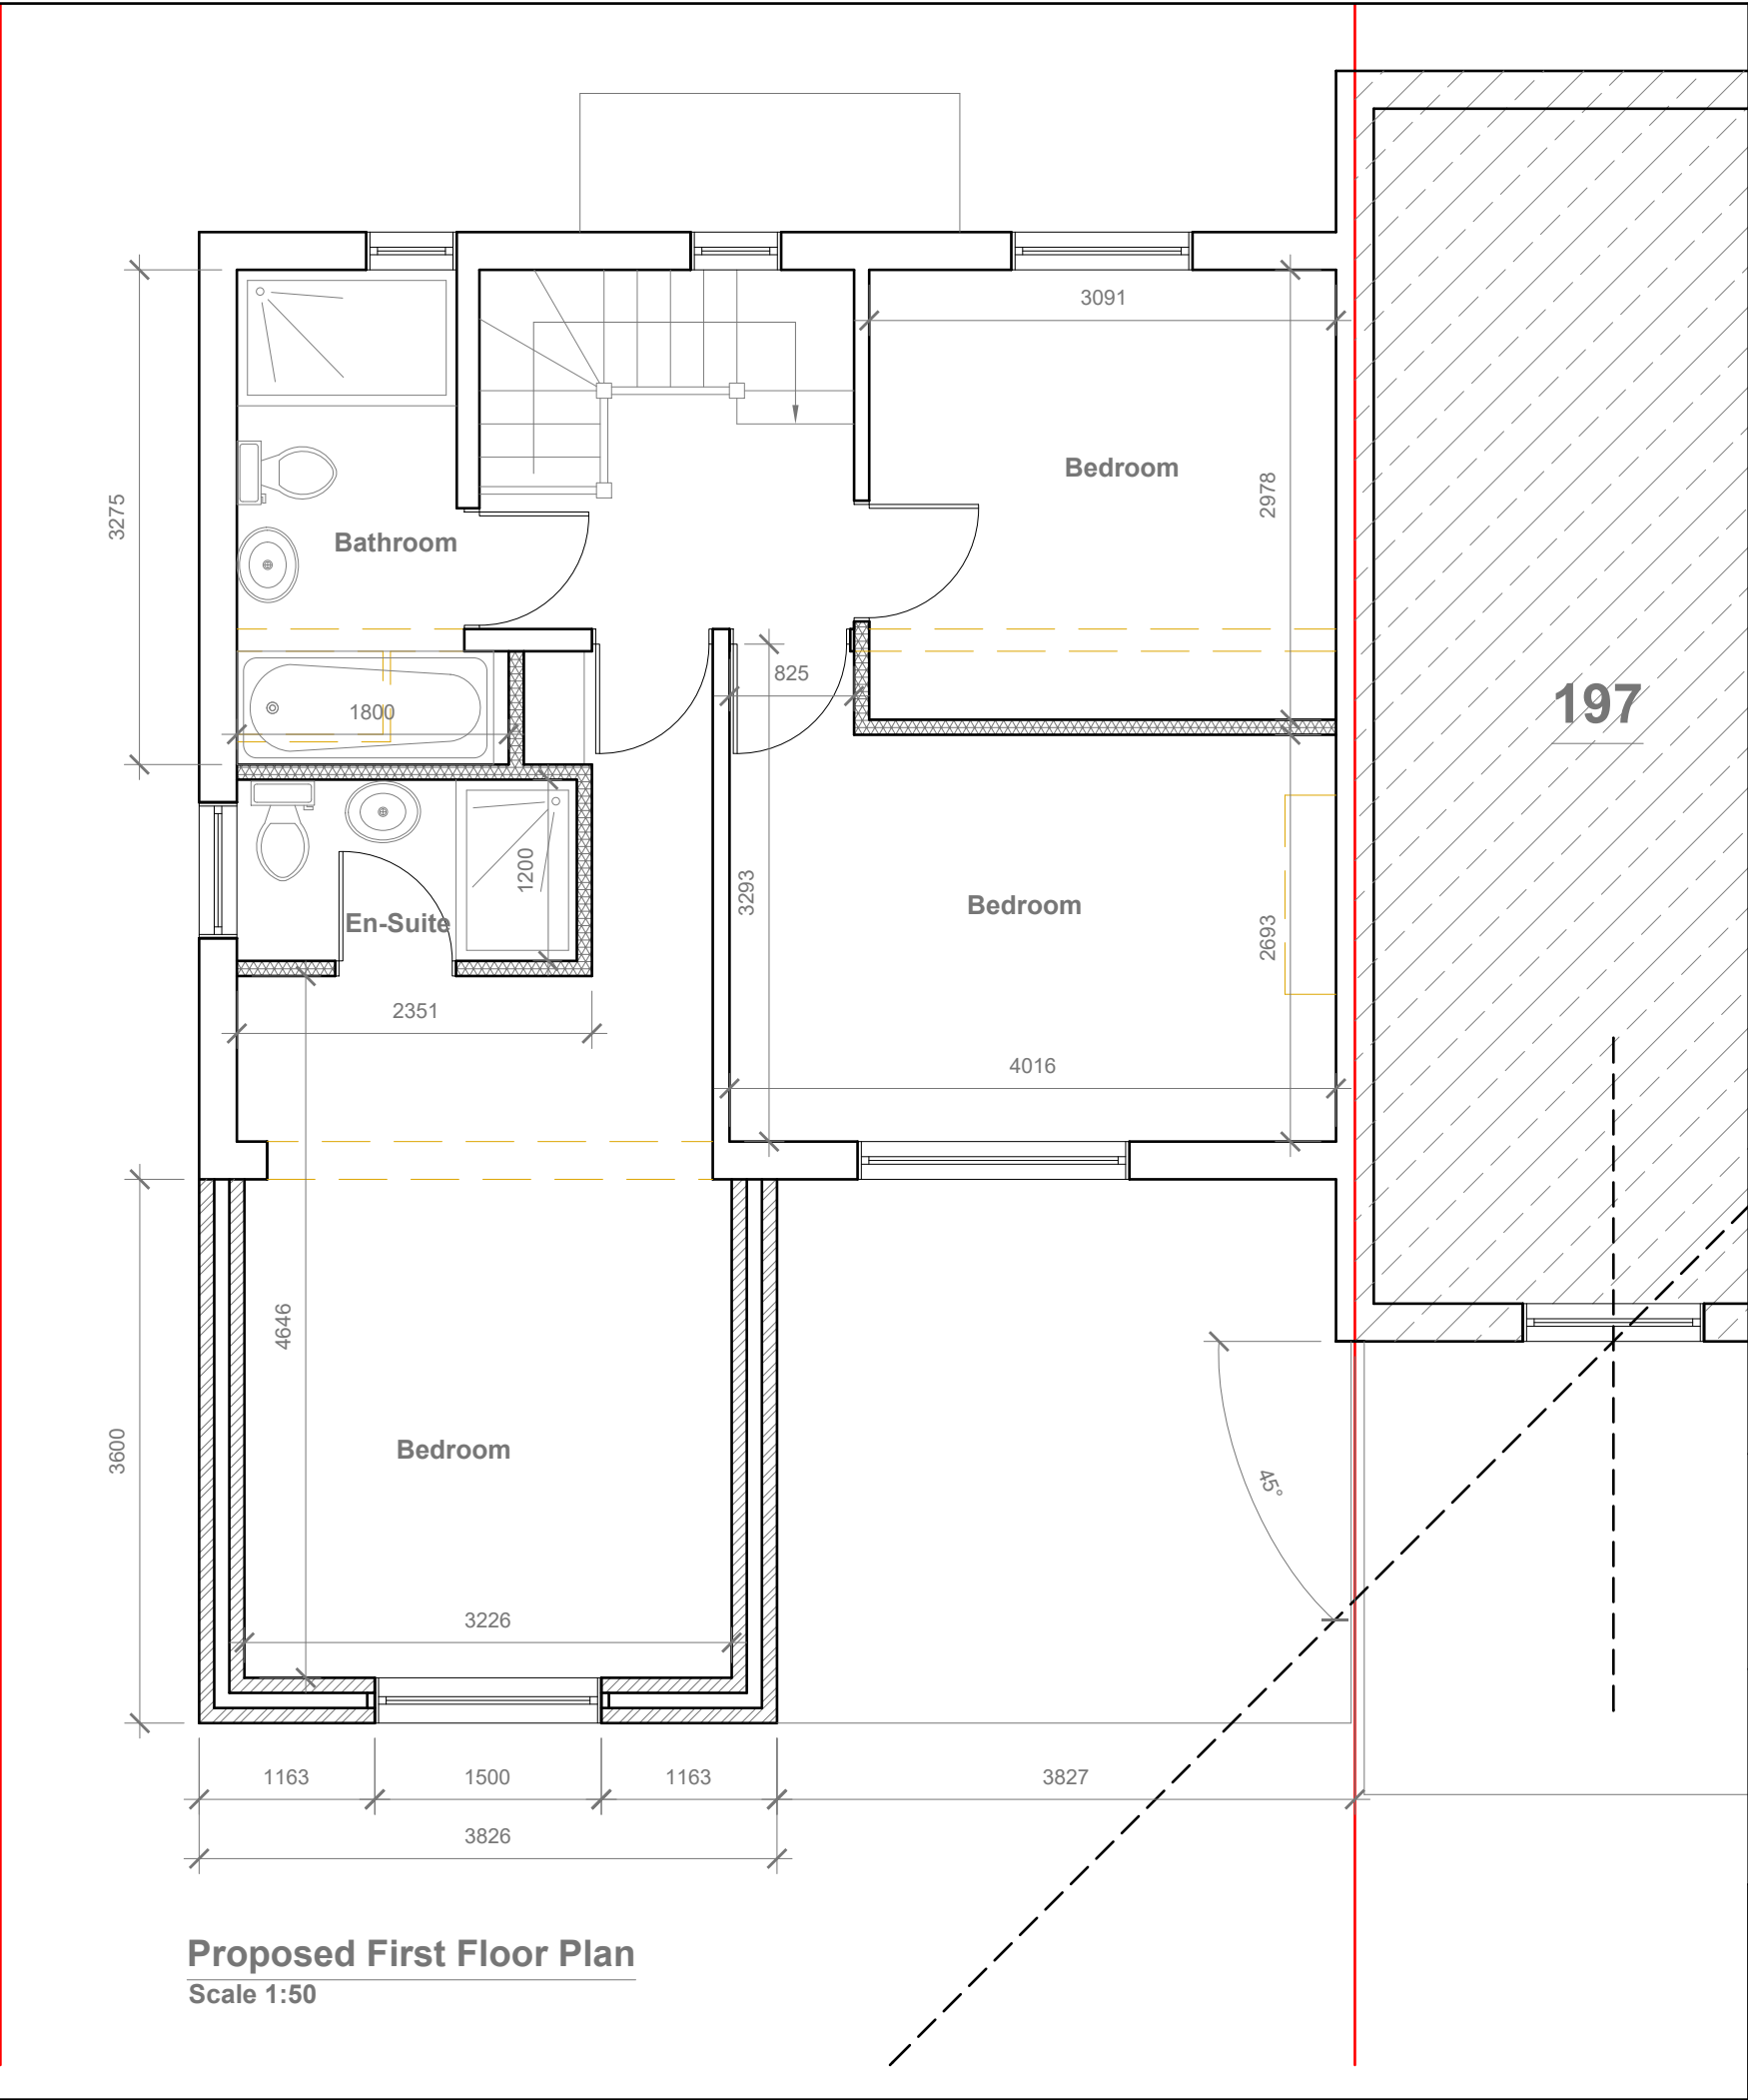 3091
Bedroom
2978
3275
Bathroom
825
1800
197
1200
3293
Bedroom
En-Suite
2693
2351
4016
4646
Bedroom
3600
45°
3226
1163
1500
1163
3827
3826
Proposed First Floor Plan
Scale 1:50